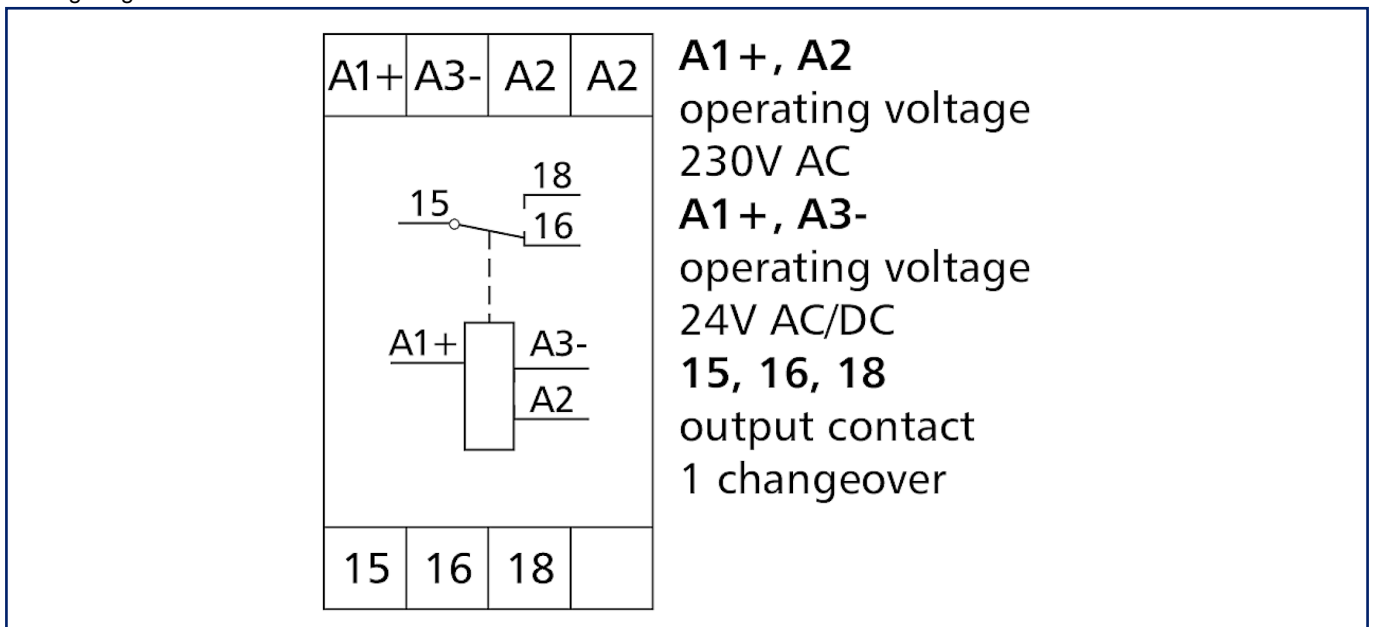 A1+ A3- A2 A2
18
15
16
A1+ A3-
A2
15 16 18
A1+, A2
operating voltage
230V AC
A1+, A3-
operating voltage
24V AC/DC
15, 16, 18
output contact
1 changeover